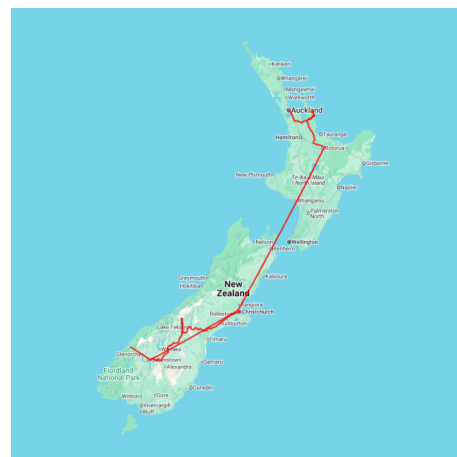 Kerikeri
Whangārei
Mangawhai
Warkworth
Auckland
Hamilton
Tauranga
Rotorua
Gisborne
New Plymouth
Te Ika-a-Māui
North Island
Napier
Whanganui
Palmerston
North
Nelson
Wellington
Blenheim
Kaikōura
Greymouth
Hokitika
New
Zealand
Rangiora
Rolleston
Christchurch
Ashburton
Lake Tekapo
Timaru
Glenorchy
Queenstown
Oamaru
Alexandra
Fiordland
National Park
Dunedin
Winton
Gore
Invercargill
Bluff